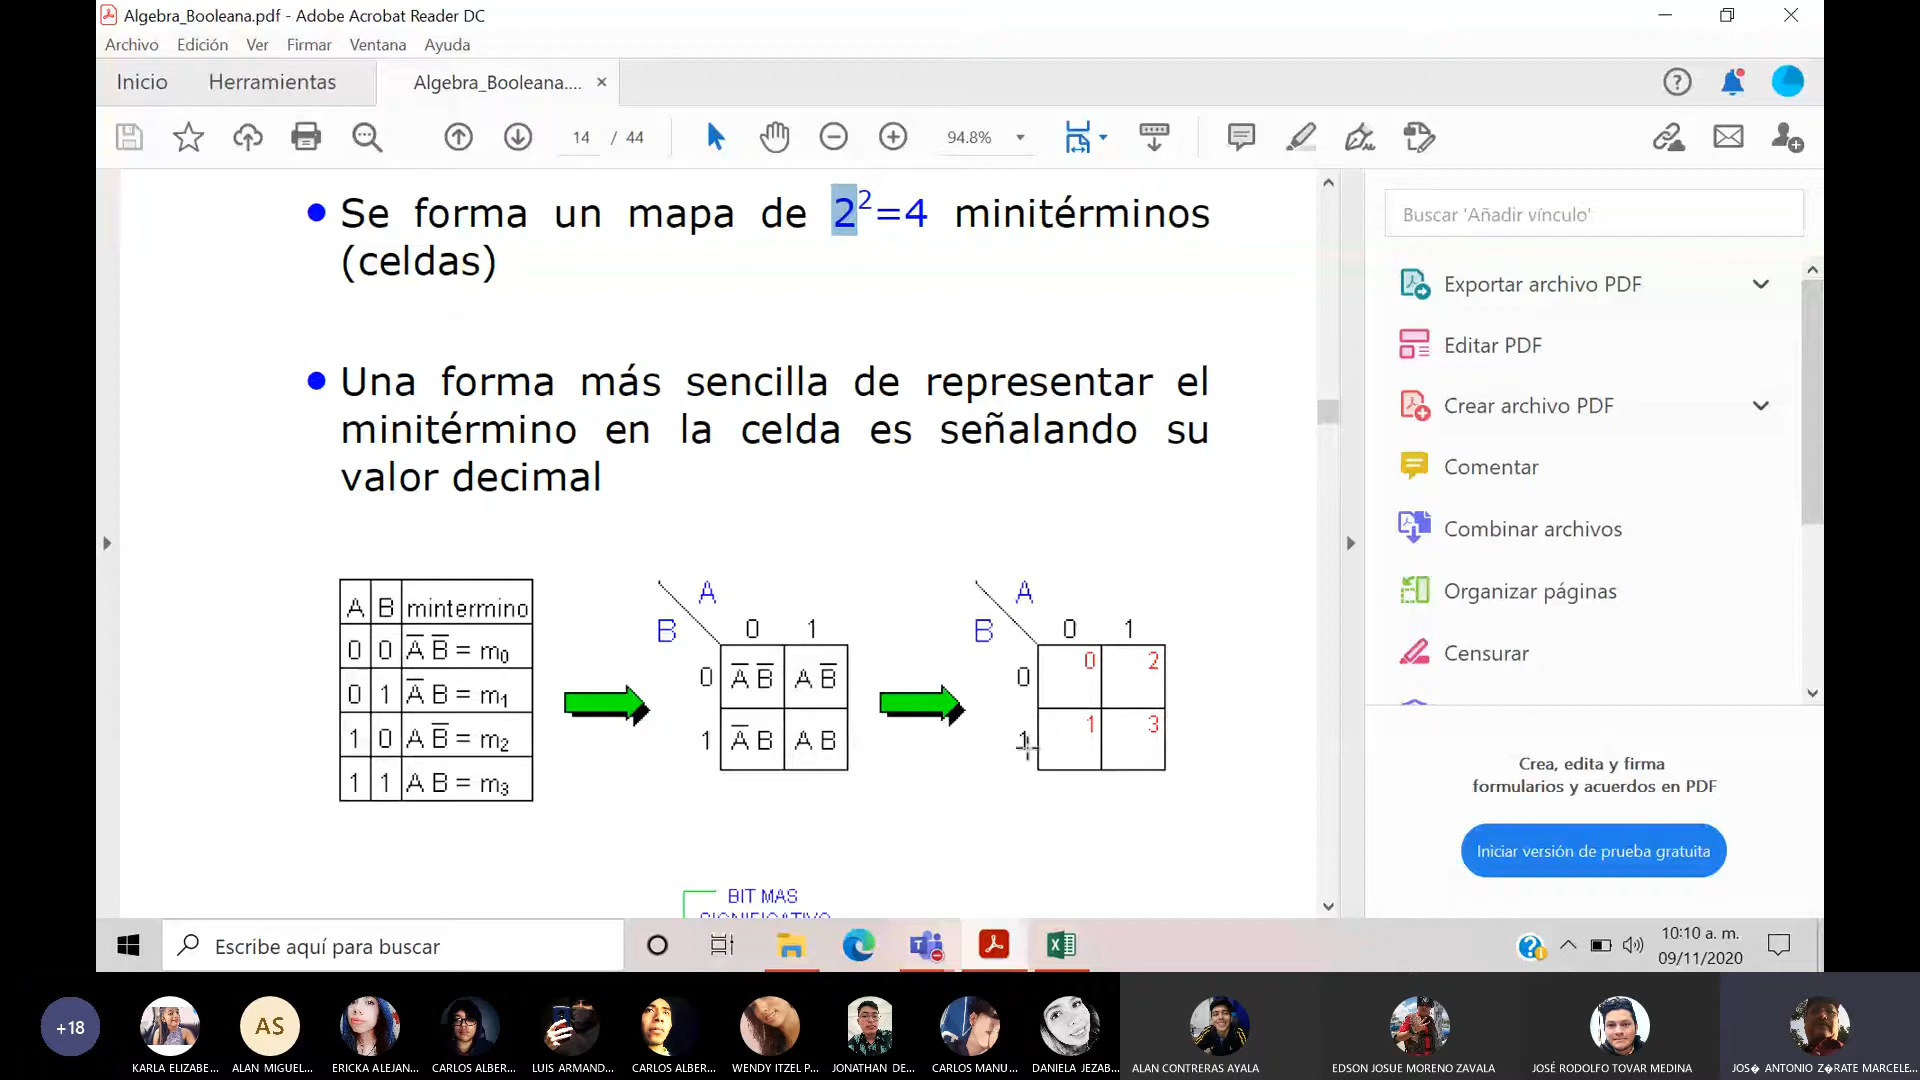 Algebra_Booleana.pdf - Adobe Acrobat Reader DC
Archivo Edición Ver Firmar Ventana Ayuda
Inicio Herramientas Algebra_Booleana.... ×
14 / 44 94.8%
Se forma un mapa de 2²=4 minitérminos
(celdas)
Una forma más sencilla de representar el
minitérmino en la celda es señalando su
valor decimal
A B mintermino
0 0 A̅ B̅ = m₀
0 1 A̅ B = m₁
1 0 A B̅ = m₂
1 1 A B = m₃
A
B 0 1
0 A̅ B̅ A B̅
1 A̅ B A B
A
B 0 1
0 0 2
1 1 3
BIT MAS
SIGNIFICATIVO
Buscar 'Añadir vínculo'
Exportar archivo PDF
Editar PDF
Crear archivo PDF
Comentar
Combinar archivos
Organizar páginas
Censurar
Crea, edita y firma
formularios y acuerdos en PDF
Iniciar versión de prueba gratuita
Escribe aquí para buscar
10:10 a. m.
09/11/2020
+18
AS
KARLA ELIZABE... ALAN MIGUEL... ERICKA ALEJAN... CARLOS ALBER... LUIS ARMAND... CARLOS ALBER... WENDY ITZEL P... JONATHAN DE... CARLOS MANU... DANIELA JEZAB... ALAN CONTRERAS AYALA EDSON JOSUE MORENO ZAVALA JOSÉ RODOLFO TOVAR MEDINA JOS� ANTONIO Z�RATE MARCELE...